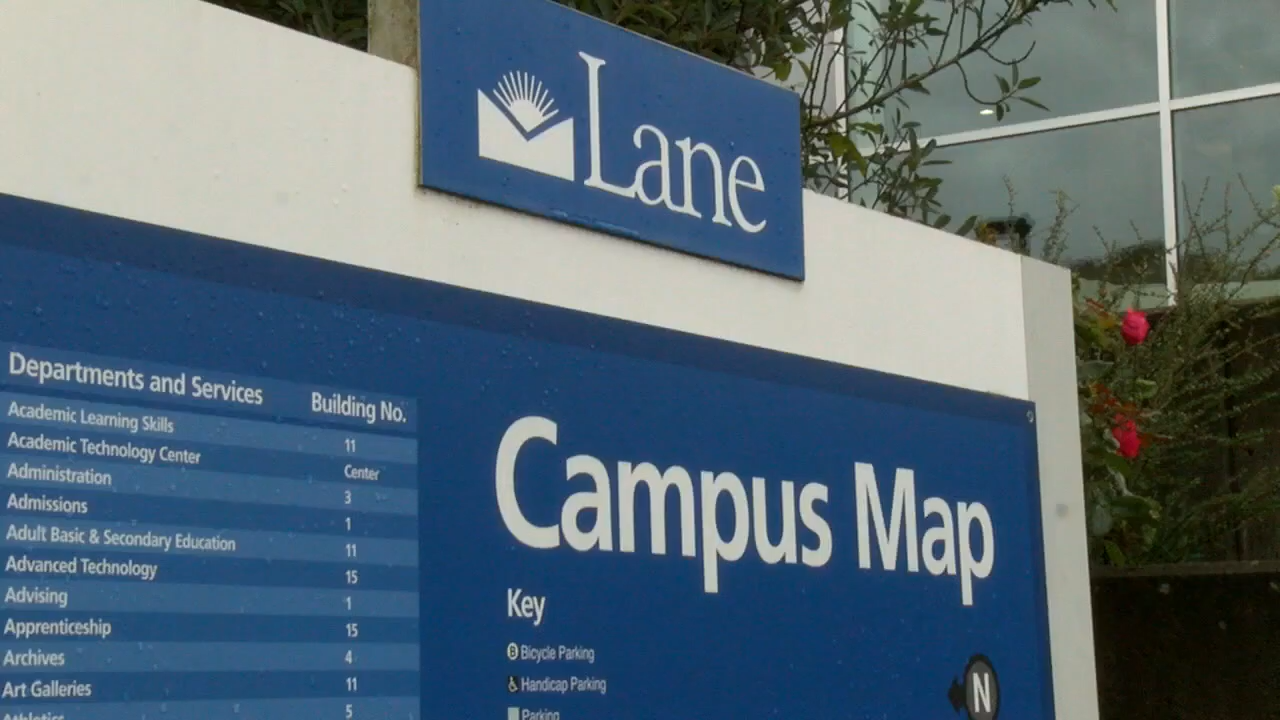 Lane
Departments and Services Building No.
Academic Learning Skills 11
Academic Technology Center Center
Administration 3
Admissions 1
Adult Basic & Secondary Education 11
Advanced Technology 15
Advising 1
Apprenticeship 15
Archives 4
Art Galleries 11
Athletics 5
Campus Map
Key
B Bicycle Parking
Handicap Parking
Parking
N